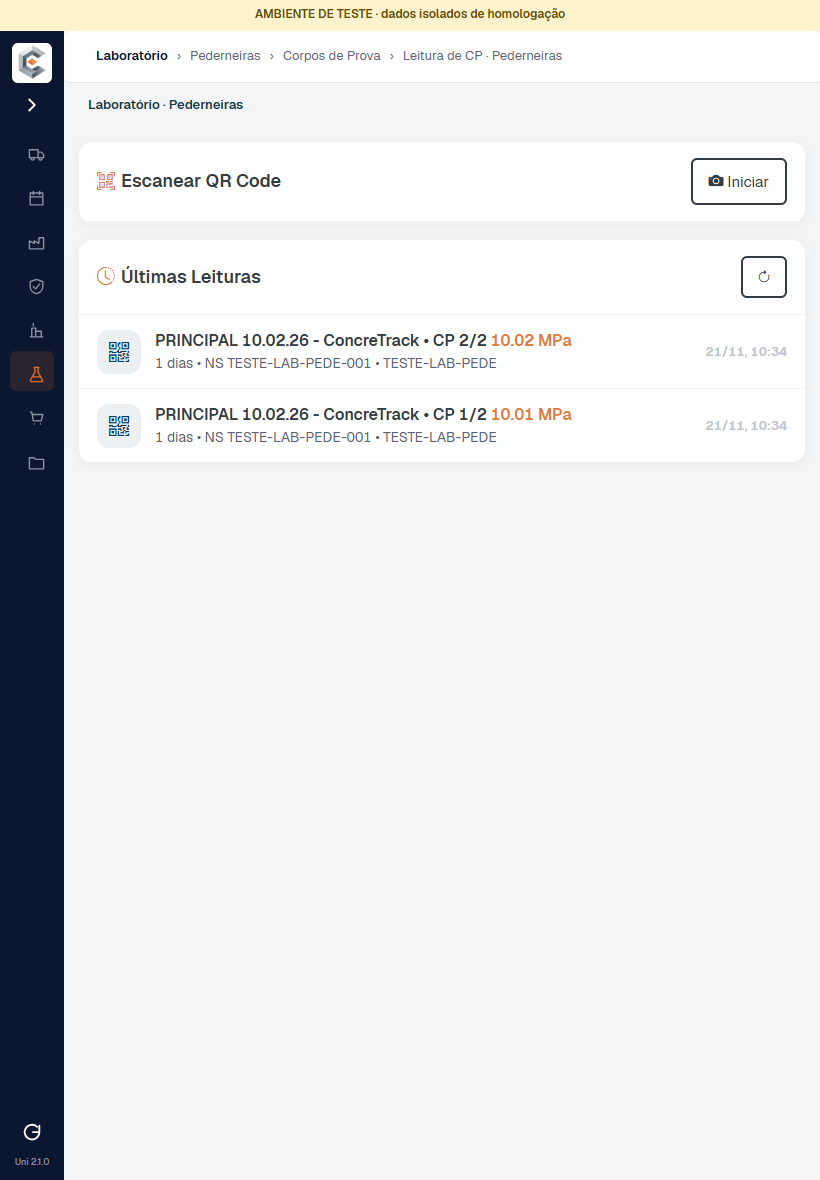 AMBIENTE DE TESTE · dados isolados de homologação
Laboratório › Pederneiras › Corpos de Prova › Leitura de CP · Pederneiras
Laboratório · Pederneiras
Escanear QR Code
Iniciar
Últimas Leituras
PRINCIPAL 10.02.26 - ConcreTrack • CP 2/2 10.02 MPa
1 dias • NS TESTE-LAB-PEDE-001 • TESTE-LAB-PEDE
21/11, 10:34
PRINCIPAL 10.02.26 - ConcreTrack • CP 1/2 10.01 MPa
1 dias • NS TESTE-LAB-PEDE-001 • TESTE-LAB-PEDE
21/11, 10:34
Uni 2.1.0